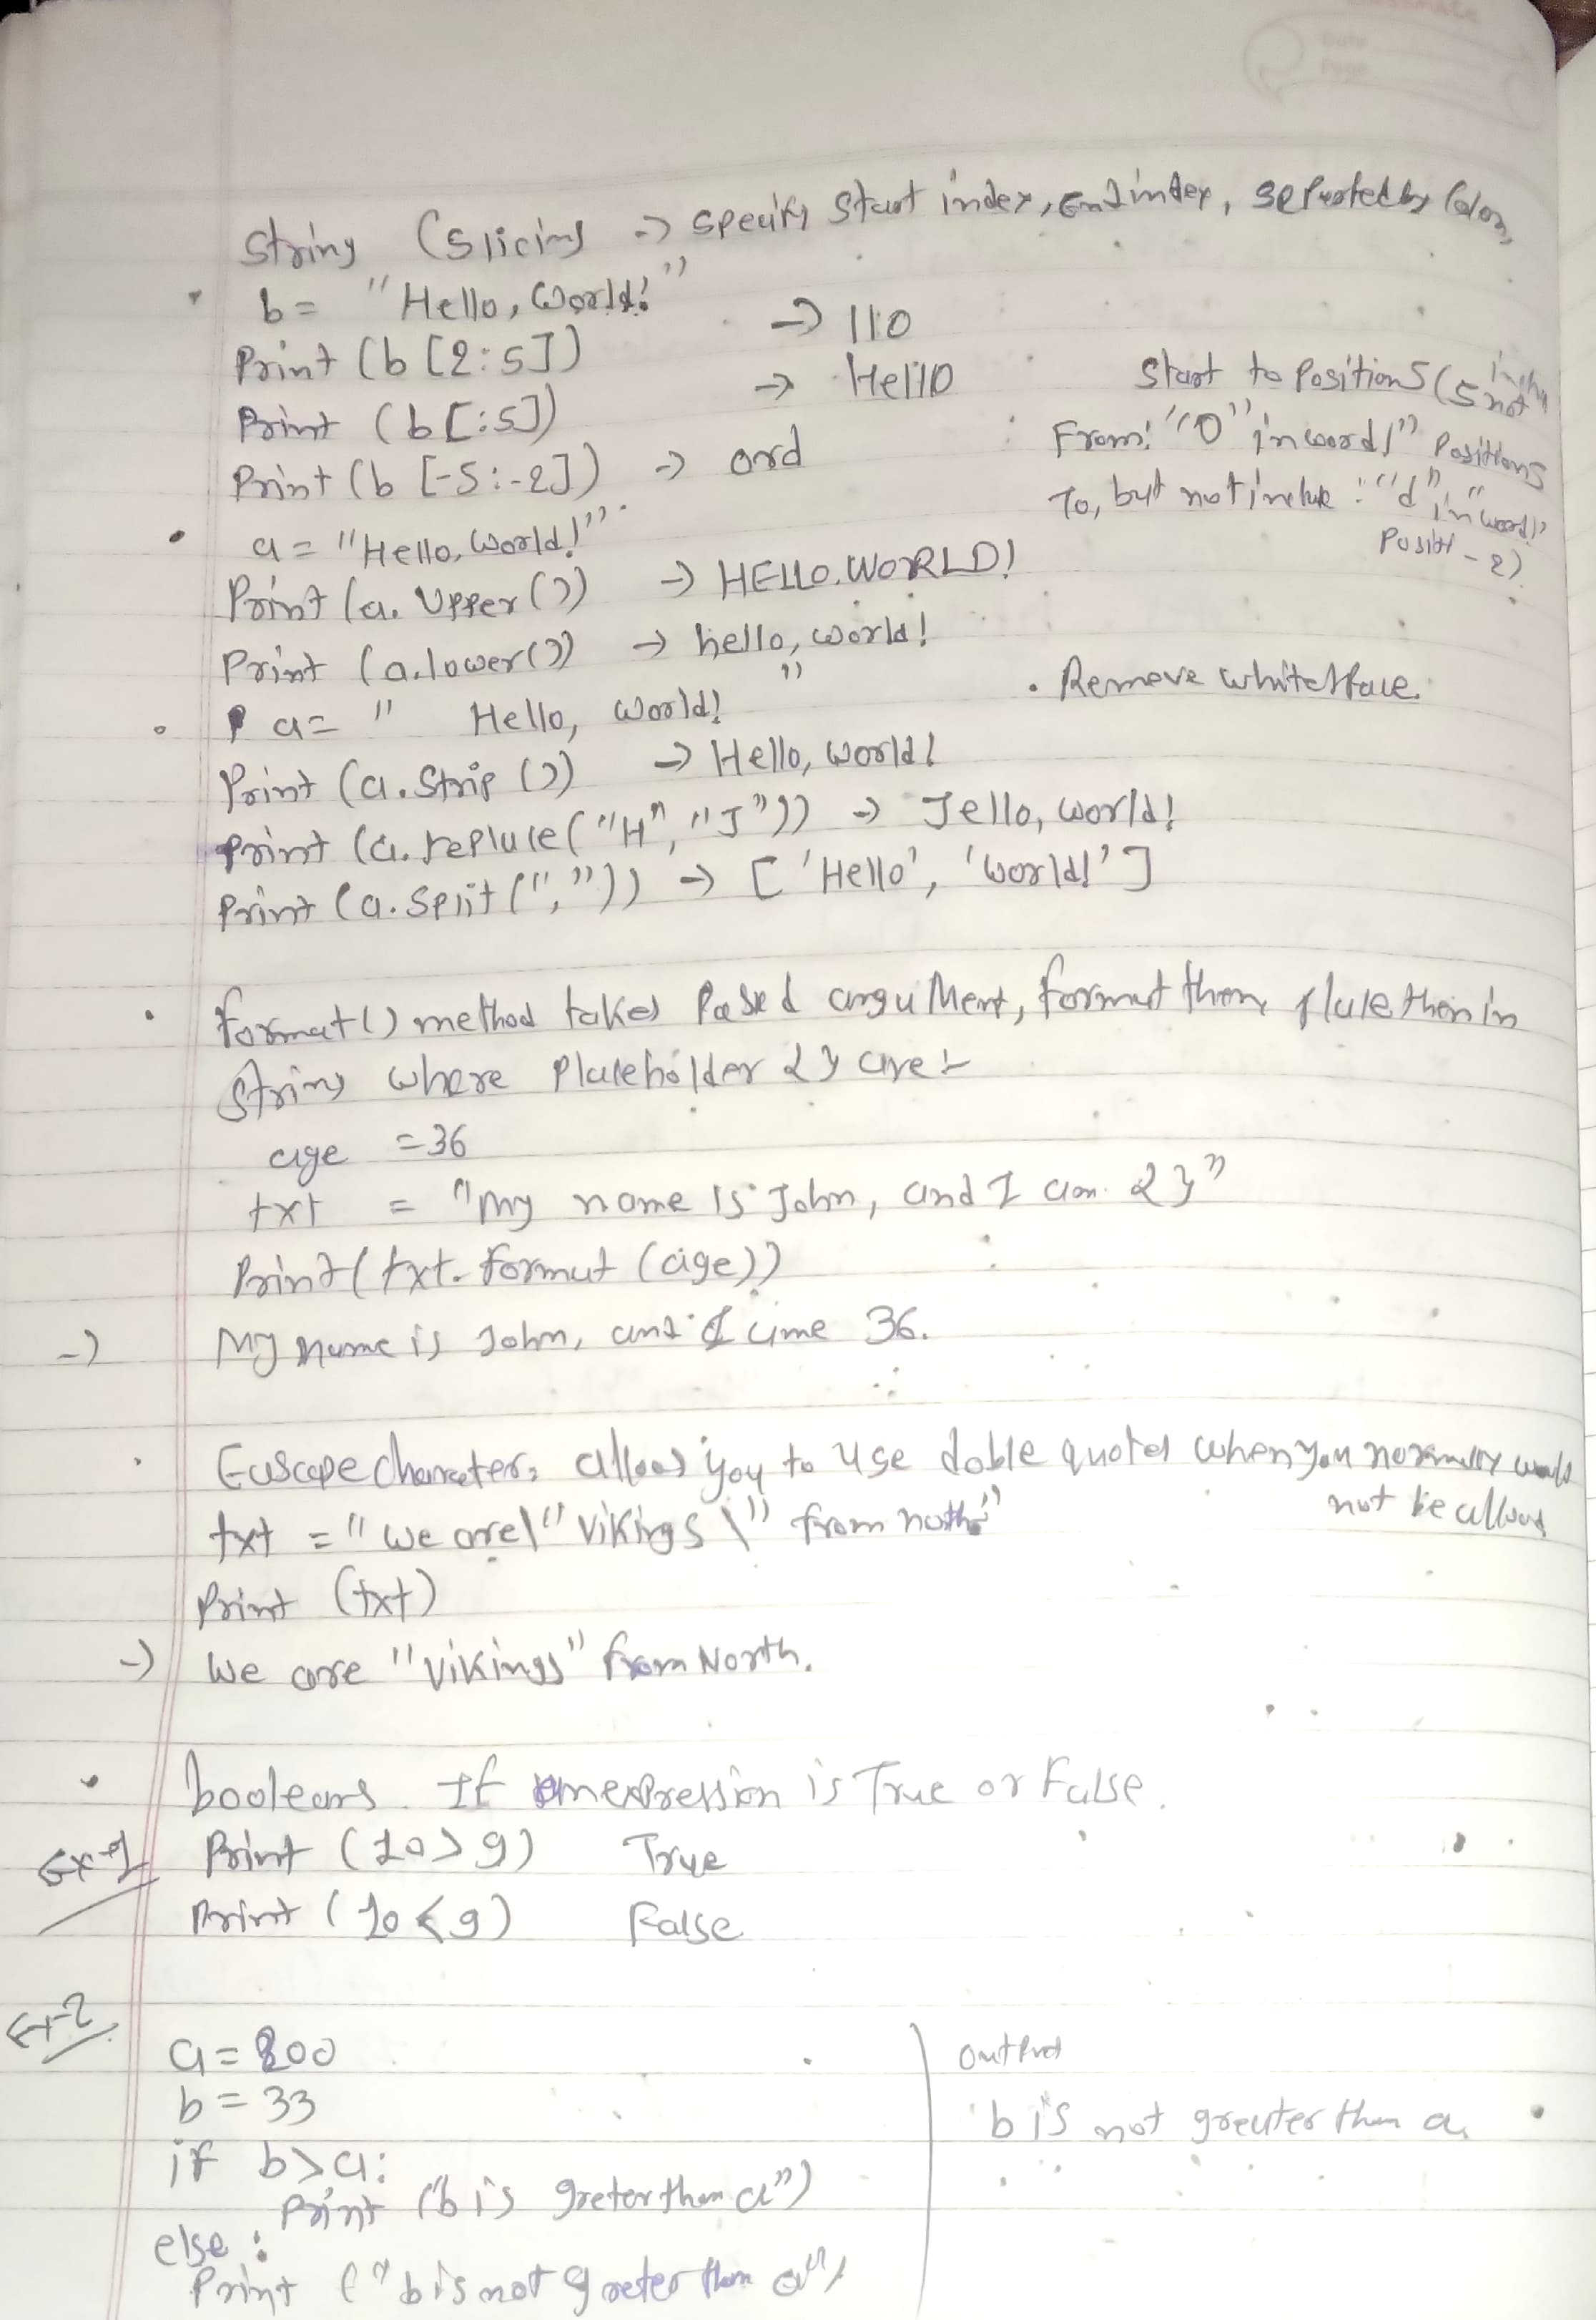 String (Slicing -> specify Start index, End index, seperated by Colon,
b = "Hello, World!"
Print (b [2:5]) -> llo
Print (b[:5]) -> Hello Start to Position 5 (5 not
Print (b [-5:-2]) -> ord From: "O" in world!" Position 5
To, but not include : "d" in "world!"
Positi -2)
a = "Hello, World!"
Print (a. Upper ()) -> HELLO. WORLD!
Print (a.lower()) -> hello, world!
a = " Hello, World! " . Remove whitespace.
Print (a. Strip ()) -> Hello, World!
Print (a. replace ("H", "J")) -> Jello, World!
Print (a. Split (",")) -> ['Hello', 'World!']
format() method takes Pased argument, format them, place them in
String where Placeholder {} are :-
age = 36
txt = "My name is John, and I am {}"
Print( txt. format (age))
-> My name is John, and I ame 36.
Euscape Character, allows you to use doble quotes when you normally would
not be allowed
txt = "We are \"Vikings \" from north."
Print (txt)
-> We are "Vikings" from North.
booleans. If an expression is True or False.
Ex-1 Print (10 > 9) True
Print (10 < 9) False
Ex-2
a = 200
b = 33
if b > a:
Print ("b is greter than a")
else :
Print ("b is not greter than a")
output
b is not greater than a.